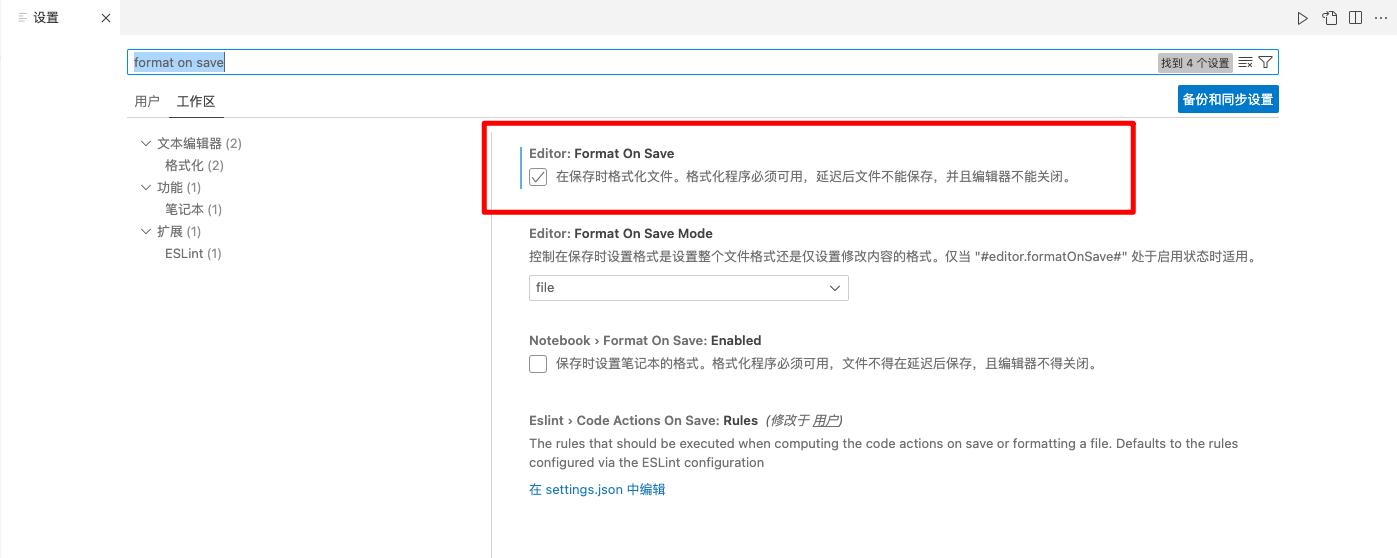 设置
format on save
找到 4 个设置
用户 工作区
备份和同步设置
文本编辑器 (2)
格式化 (2)
功能 (1)
笔记本 (1)
扩展 (1)
ESLint (1)
Editor: Format On Save
在保存时格式化文件。格式化程序必须可用，延迟后文件不能保存，并且编辑器不能关闭。
Editor: Format On Save Mode
控制在保存时设置格式是设置整个文件格式还是仅设置修改内容的格式。仅当 "#editor.formatOnSave#" 处于启用状态时适用。
file
Notebook › Format On Save: Enabled
保存时设置笔记本的格式。格式化程序必须可用，文件不得在延迟后保存，且编辑器不得关闭。
Eslint › Code Actions On Save: Rules (修改于 用户)
The rules that should be executed when computing the code actions on save or formatting a file. Defaults to the rules
configured via the ESLint configuration
在 settings.json 中编辑